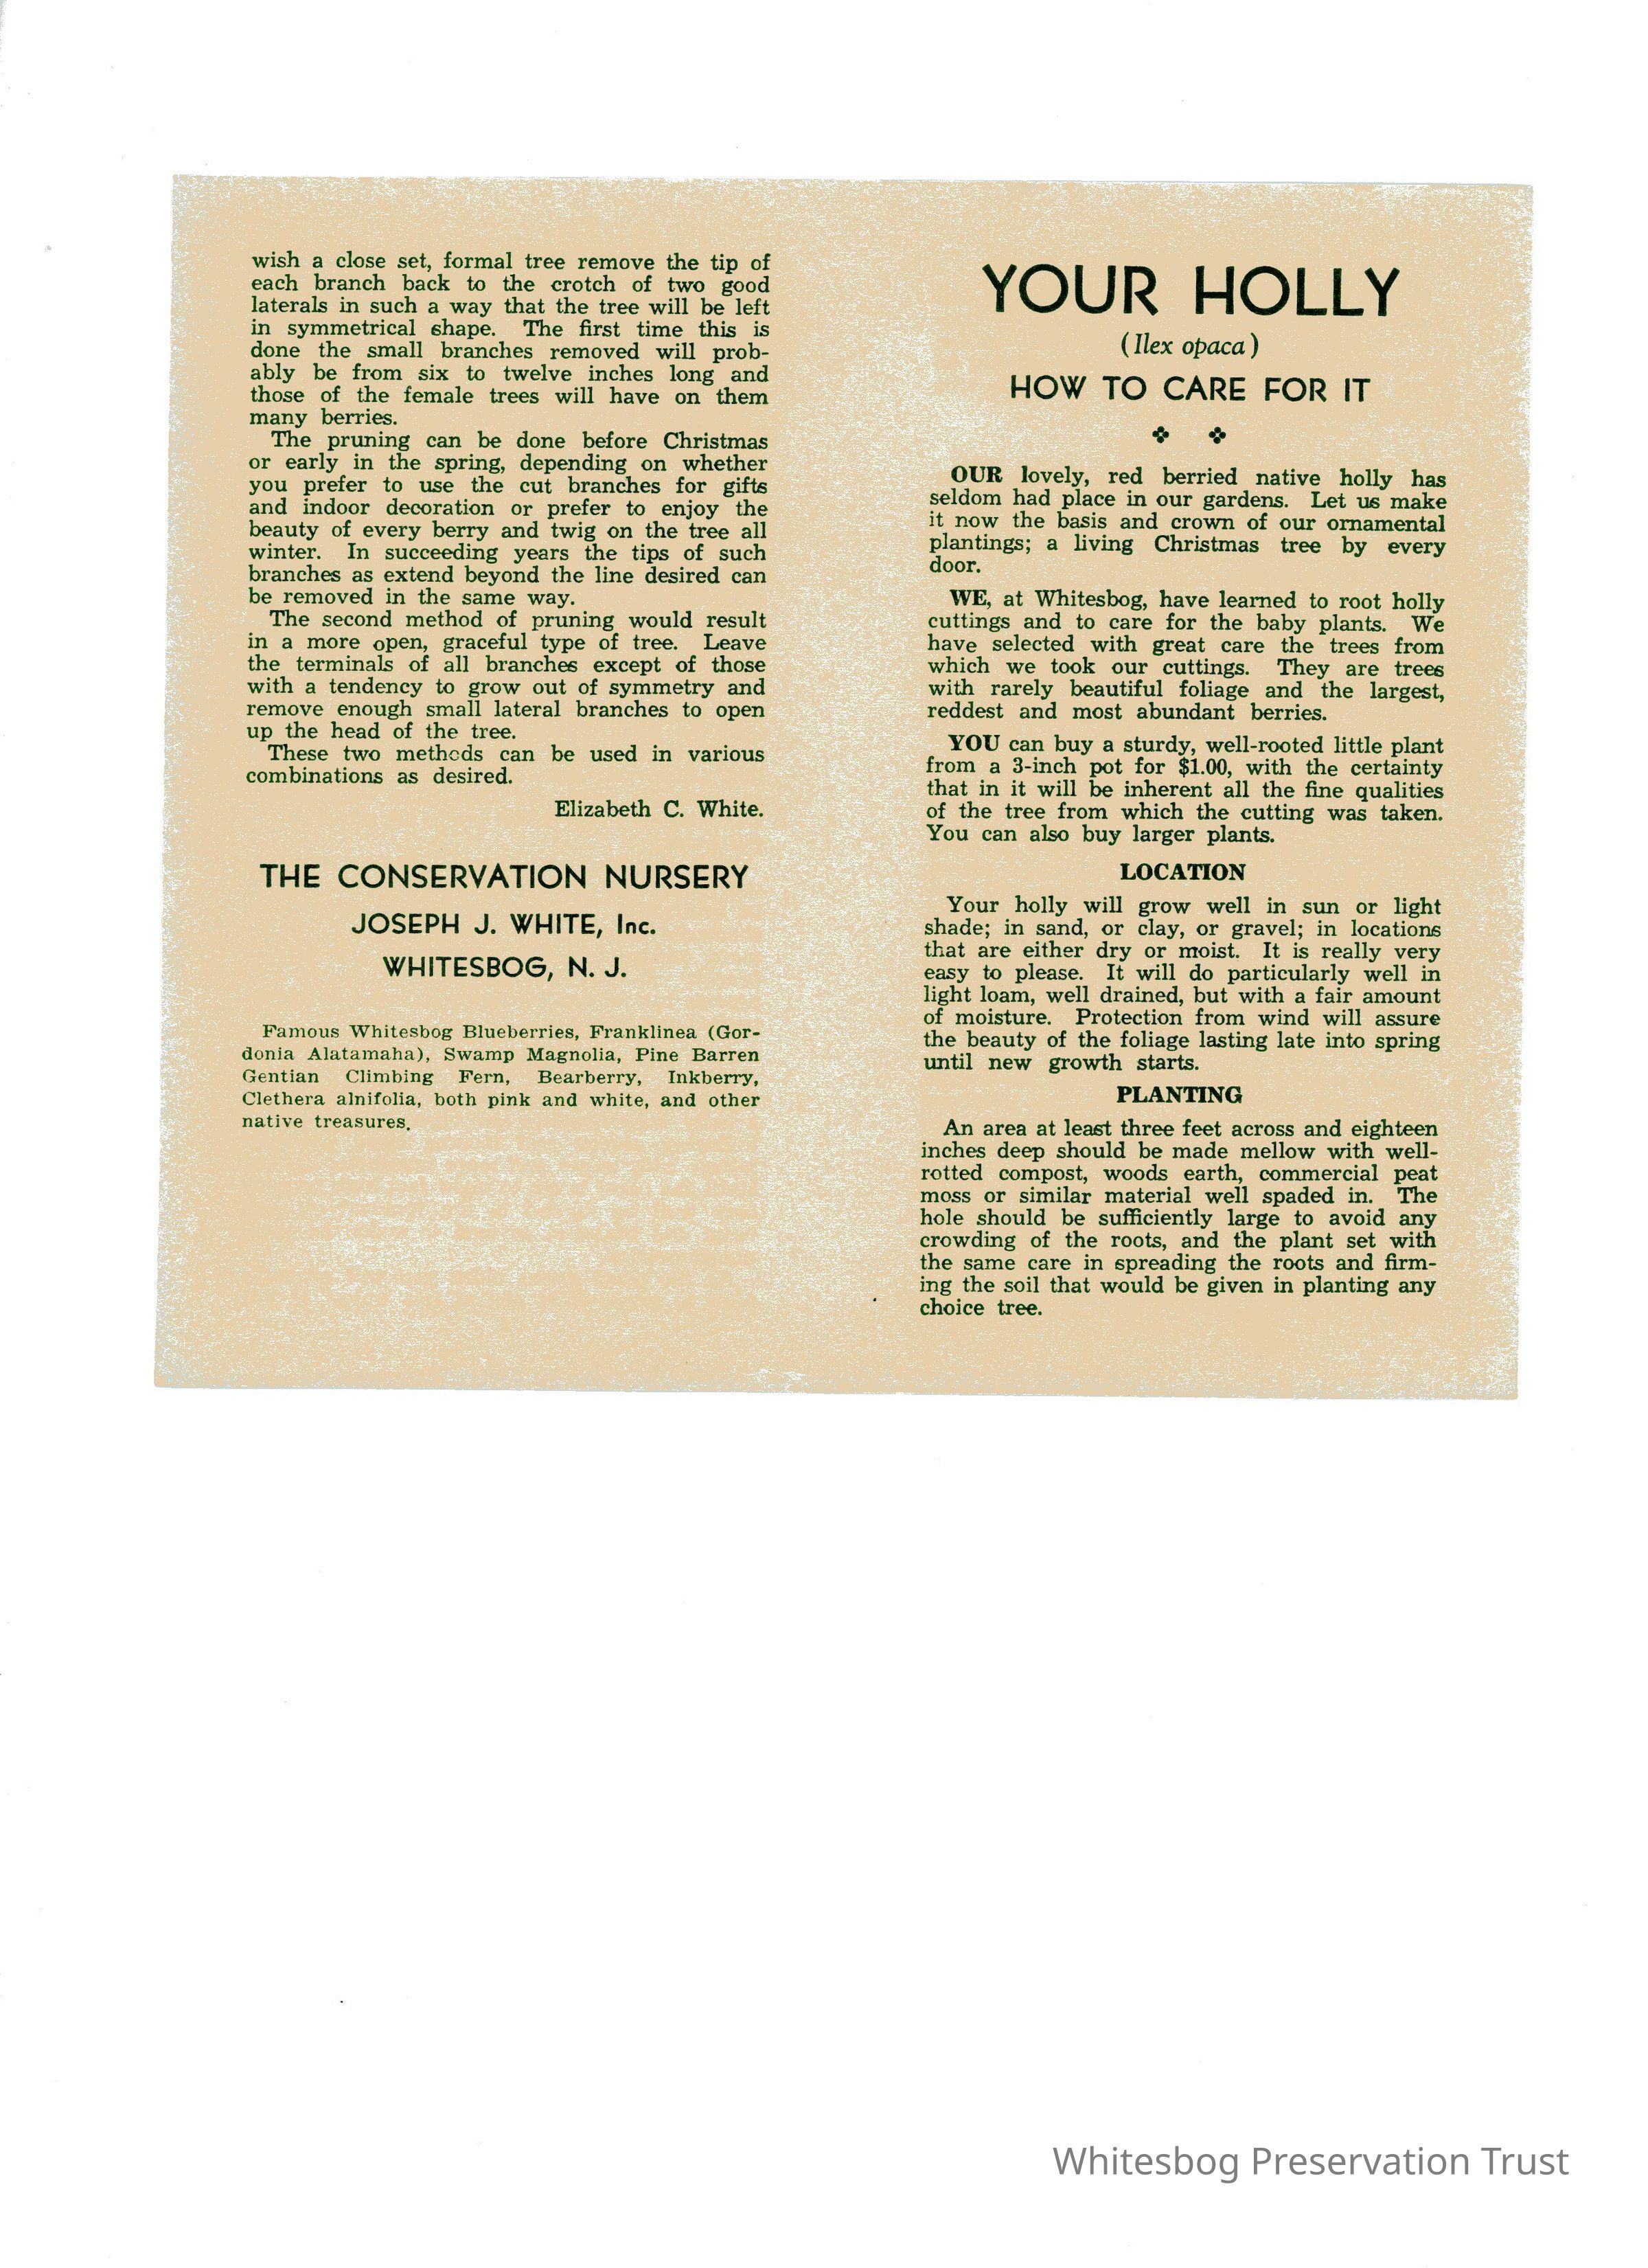 wish a close set, formal tree remove the tip of
each branch back to the crotch of two good
laterals in such a way that the tree will be left
in symmetrical shape. The first time this is
done the small branches removed will prob-
ably be from six to twelve inches long and
those of the female trees will have on them
many berries.
The pruning can be done before Christmas
or early in the spring, depending on whether
you prefer to use the cut branches for gifts
and indoor decoration or prefer to enjoy the
beauty of every berry and twig on the tree all
winter. In succeeding years the tips of such
branches as extend beyond the line desired can
be removed in the same way.
The second method of pruning would result
in a more open, graceful type of tree. Leave
the terminals of all branches except of those
with a tendency to grow out of symmetry and
remove enough small lateral branches to open
up the head of the tree.
These two methods can be used in various
combinations as desired.
Elizabeth C. White.
THE CONSERVATION NURSERY
JOSEPH J. WHITE, Inc.
WHITESBOG, N. J.
Famous Whitesbog Blueberries, Franklinea (Gor-
donia Alatamaha), Swamp Magnolia, Pine Barren
Gentian Climbing Fern, Bearberry, Inkberry,
Clethera alnifolia, both pink and white, and other
native treasures.
YOUR HOLLY
(Ilex opaca)
HOW TO CARE FOR IT
OUR lovely, red berried native holly has
seldom had place in our gardens. Let us make
it now the basis and crown of our ornamental
plantings; a living Christmas tree by every
door.
WE, at Whitesbog, have learned to root holly
cuttings and to care for the baby plants. We
have selected with great care the trees from
which we took our cuttings. They are trees
with rarely beautiful foliage and the largest,
reddest and most abundant berries.
YOU can buy a sturdy, well-rooted little plant
from a 3-inch pot for $1.00, with the certainty
that in it will be inherent all the fine qualities
of the tree from which the cutting was taken.
You can also buy larger plants.
LOCATION
Your holly will grow well in sun or light
shade; in sand, or clay, or gravel; in locations
that are either dry or moist. It is really very
easy to please. It will do particularly well in
light loam, well drained, but with a fair amount
of moisture. Protection from wind will assure
the beauty of the foliage lasting late into spring
until new growth starts.
PLANTING
An area at least three feet across and eighteen
inches deep should be made mellow with well-
rotted compost, woods earth, commercial peat
moss or similar material well spaded in. The
hole should be sufficiently large to avoid any
crowding of the roots, and the plant set with
the same care in spreading the roots and firm-
ing the soil that would be given in planting any
choice tree.
Whitesbog Preservation Trust